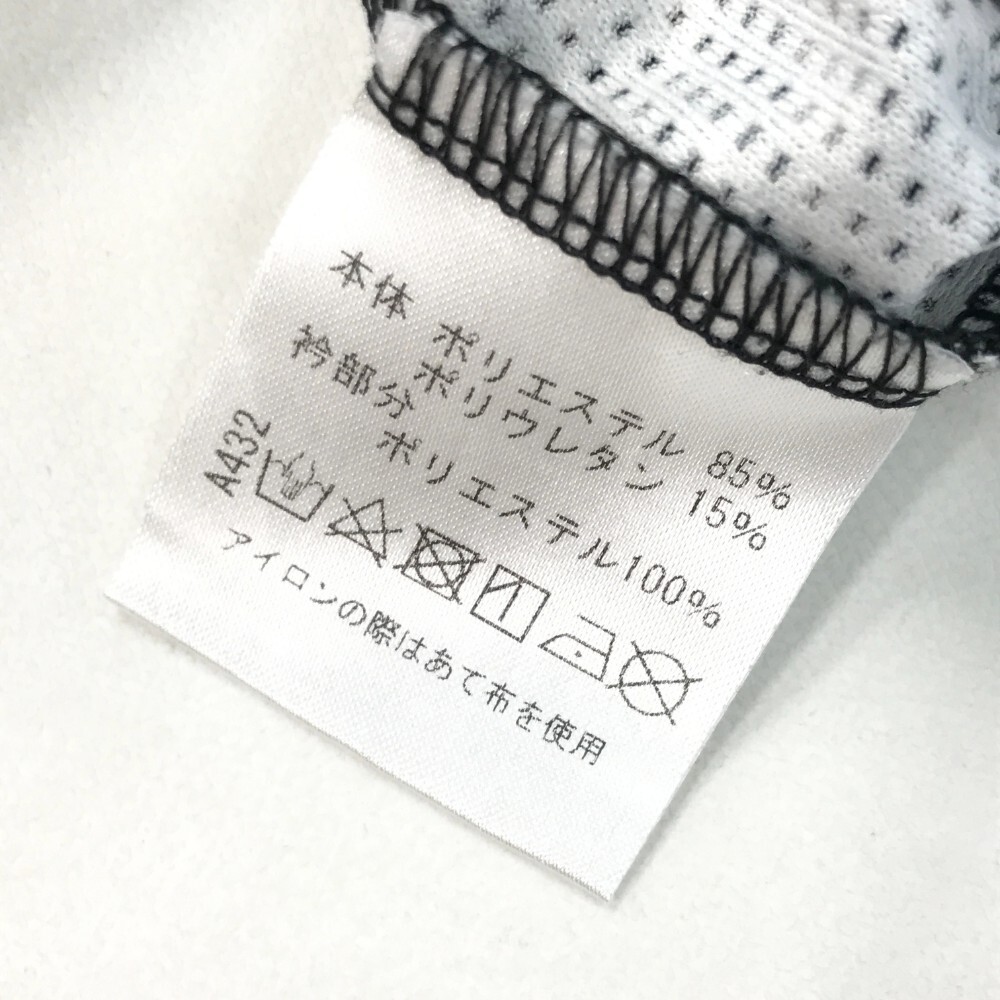 本体 ポリエステル 85%
ポリウレタン 15%
衿部分
ポリエステル100%
A432
アイロンの際はあて布を使用